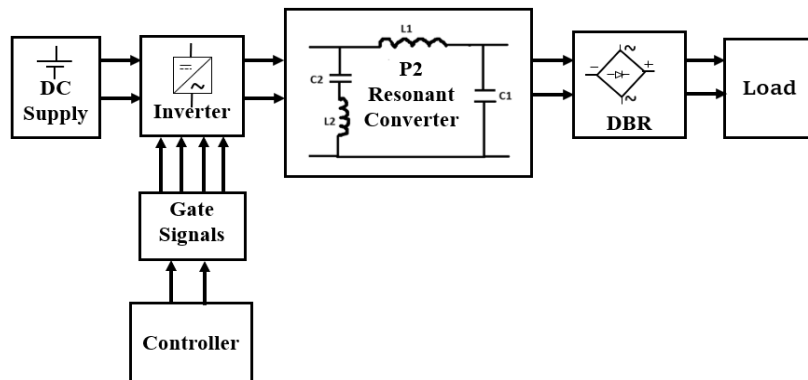 DC
Supply
Inverter
L1
C2
L2
P2
Resonant
Converter
C1
DBR
Load
Gate
Signals
Controller